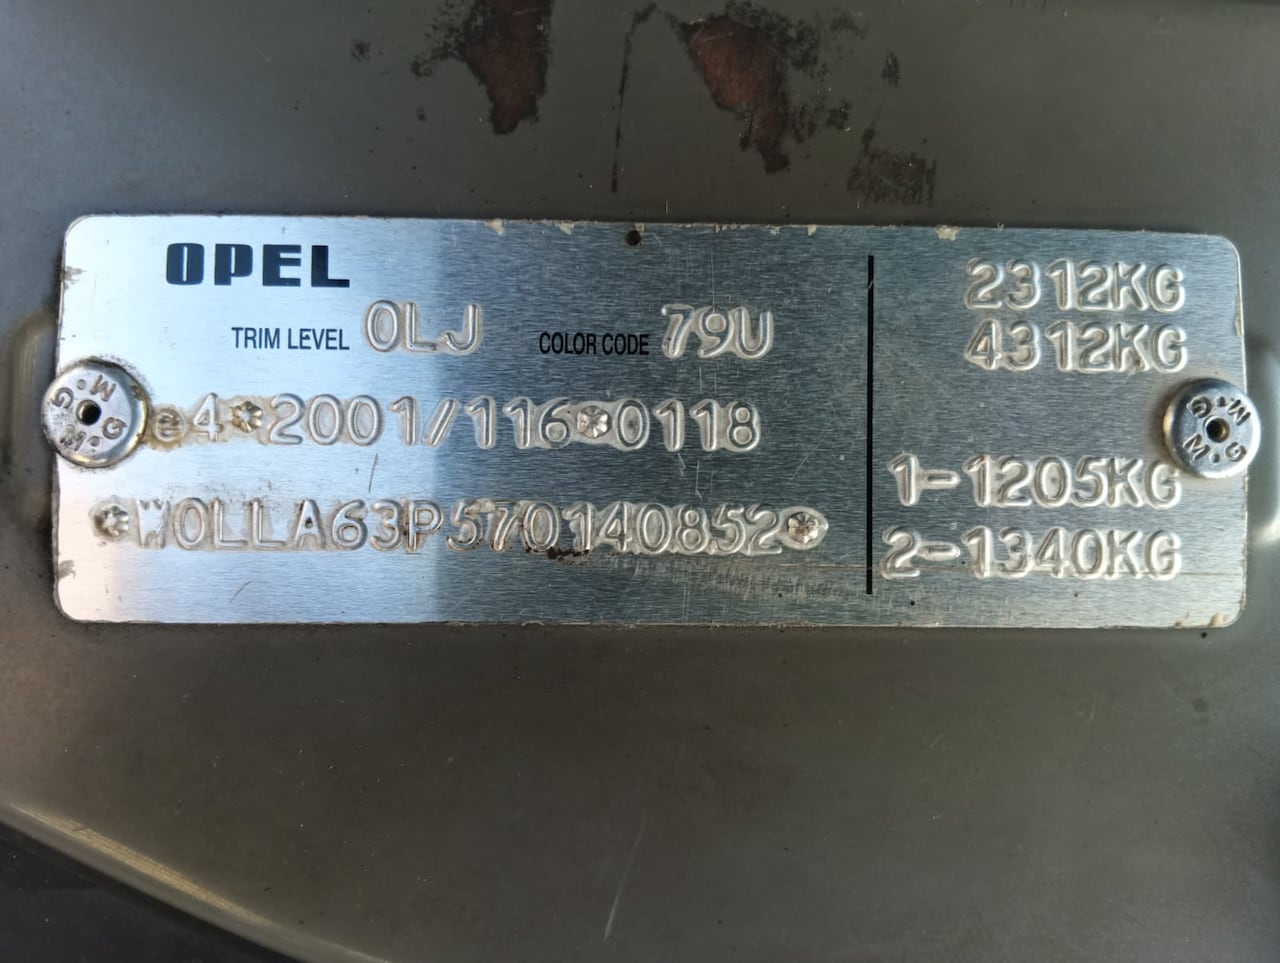 OPEL
TRIM LEVEL 0LJ COLOR CODE 79U
e4*2001/116*0118
*W0LLA63P570140852*
2312KG
4312KG
1-1205KG
2-1340KG
G.M.G.M.
G.M.G.M.